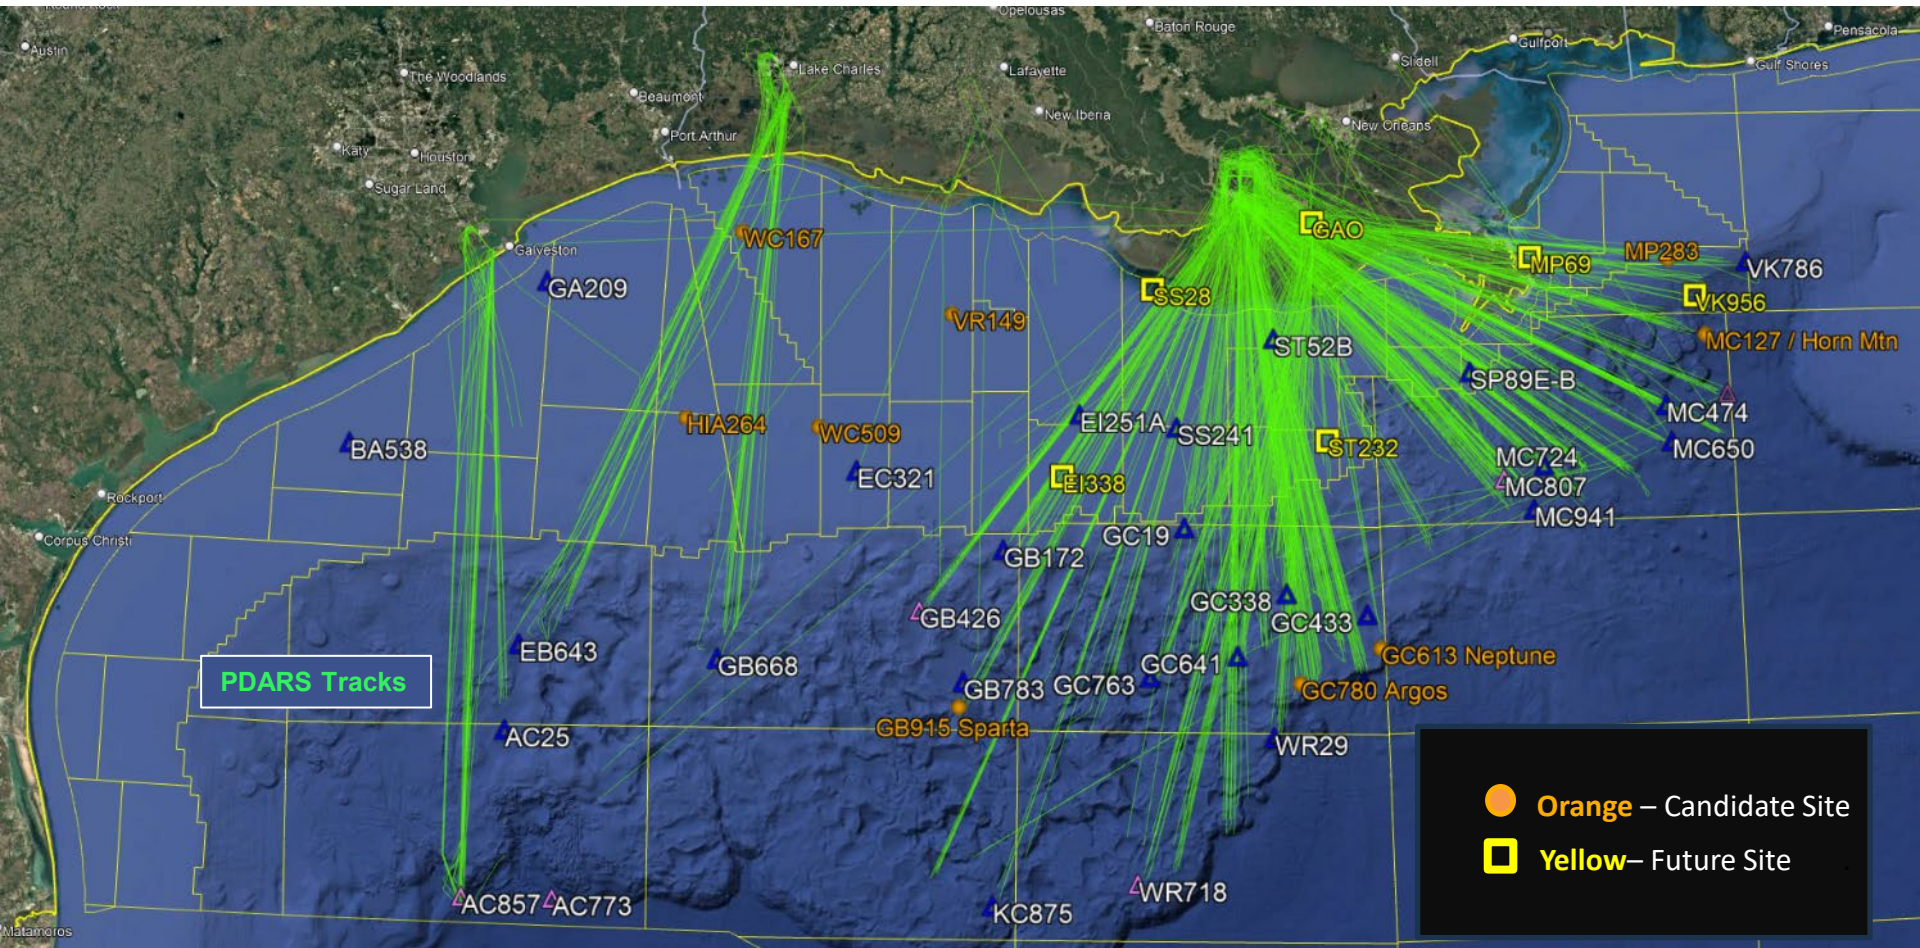 Opelousas
Baton Rouge
Pensacola
Austin
Gulfport
Slidell
Gulf Shores
The Woodlands
Lake Charles
Lafayette
Beaumont
New Iberia
New Orleans
Port Arthur
Katy
Houston
Sugar Land
Galveston
WC167
GAO
MP283
MP69
VK786
GA209
SS28
VK956
VR149
MC127 / Horn Mtn
ST52B
SP89E-B
MC474
EI251A
HIA264
WC509
SS241
ST232
BA538
MC650
MC724
EC321
EI338
MC807
Rockport
MC941
Corpus Christi
GC19
GB172
GC338
GB426
GC433
EB643
GB668
GC641
GC613 Neptune
PDARS Tracks
GB783
GC763
GC780 Argos
GB915 Sparta
AC25
WR29
Orange – Candidate Site
Yellow– Future Site
AC857
AC773
WR718
KC875
Matamoros